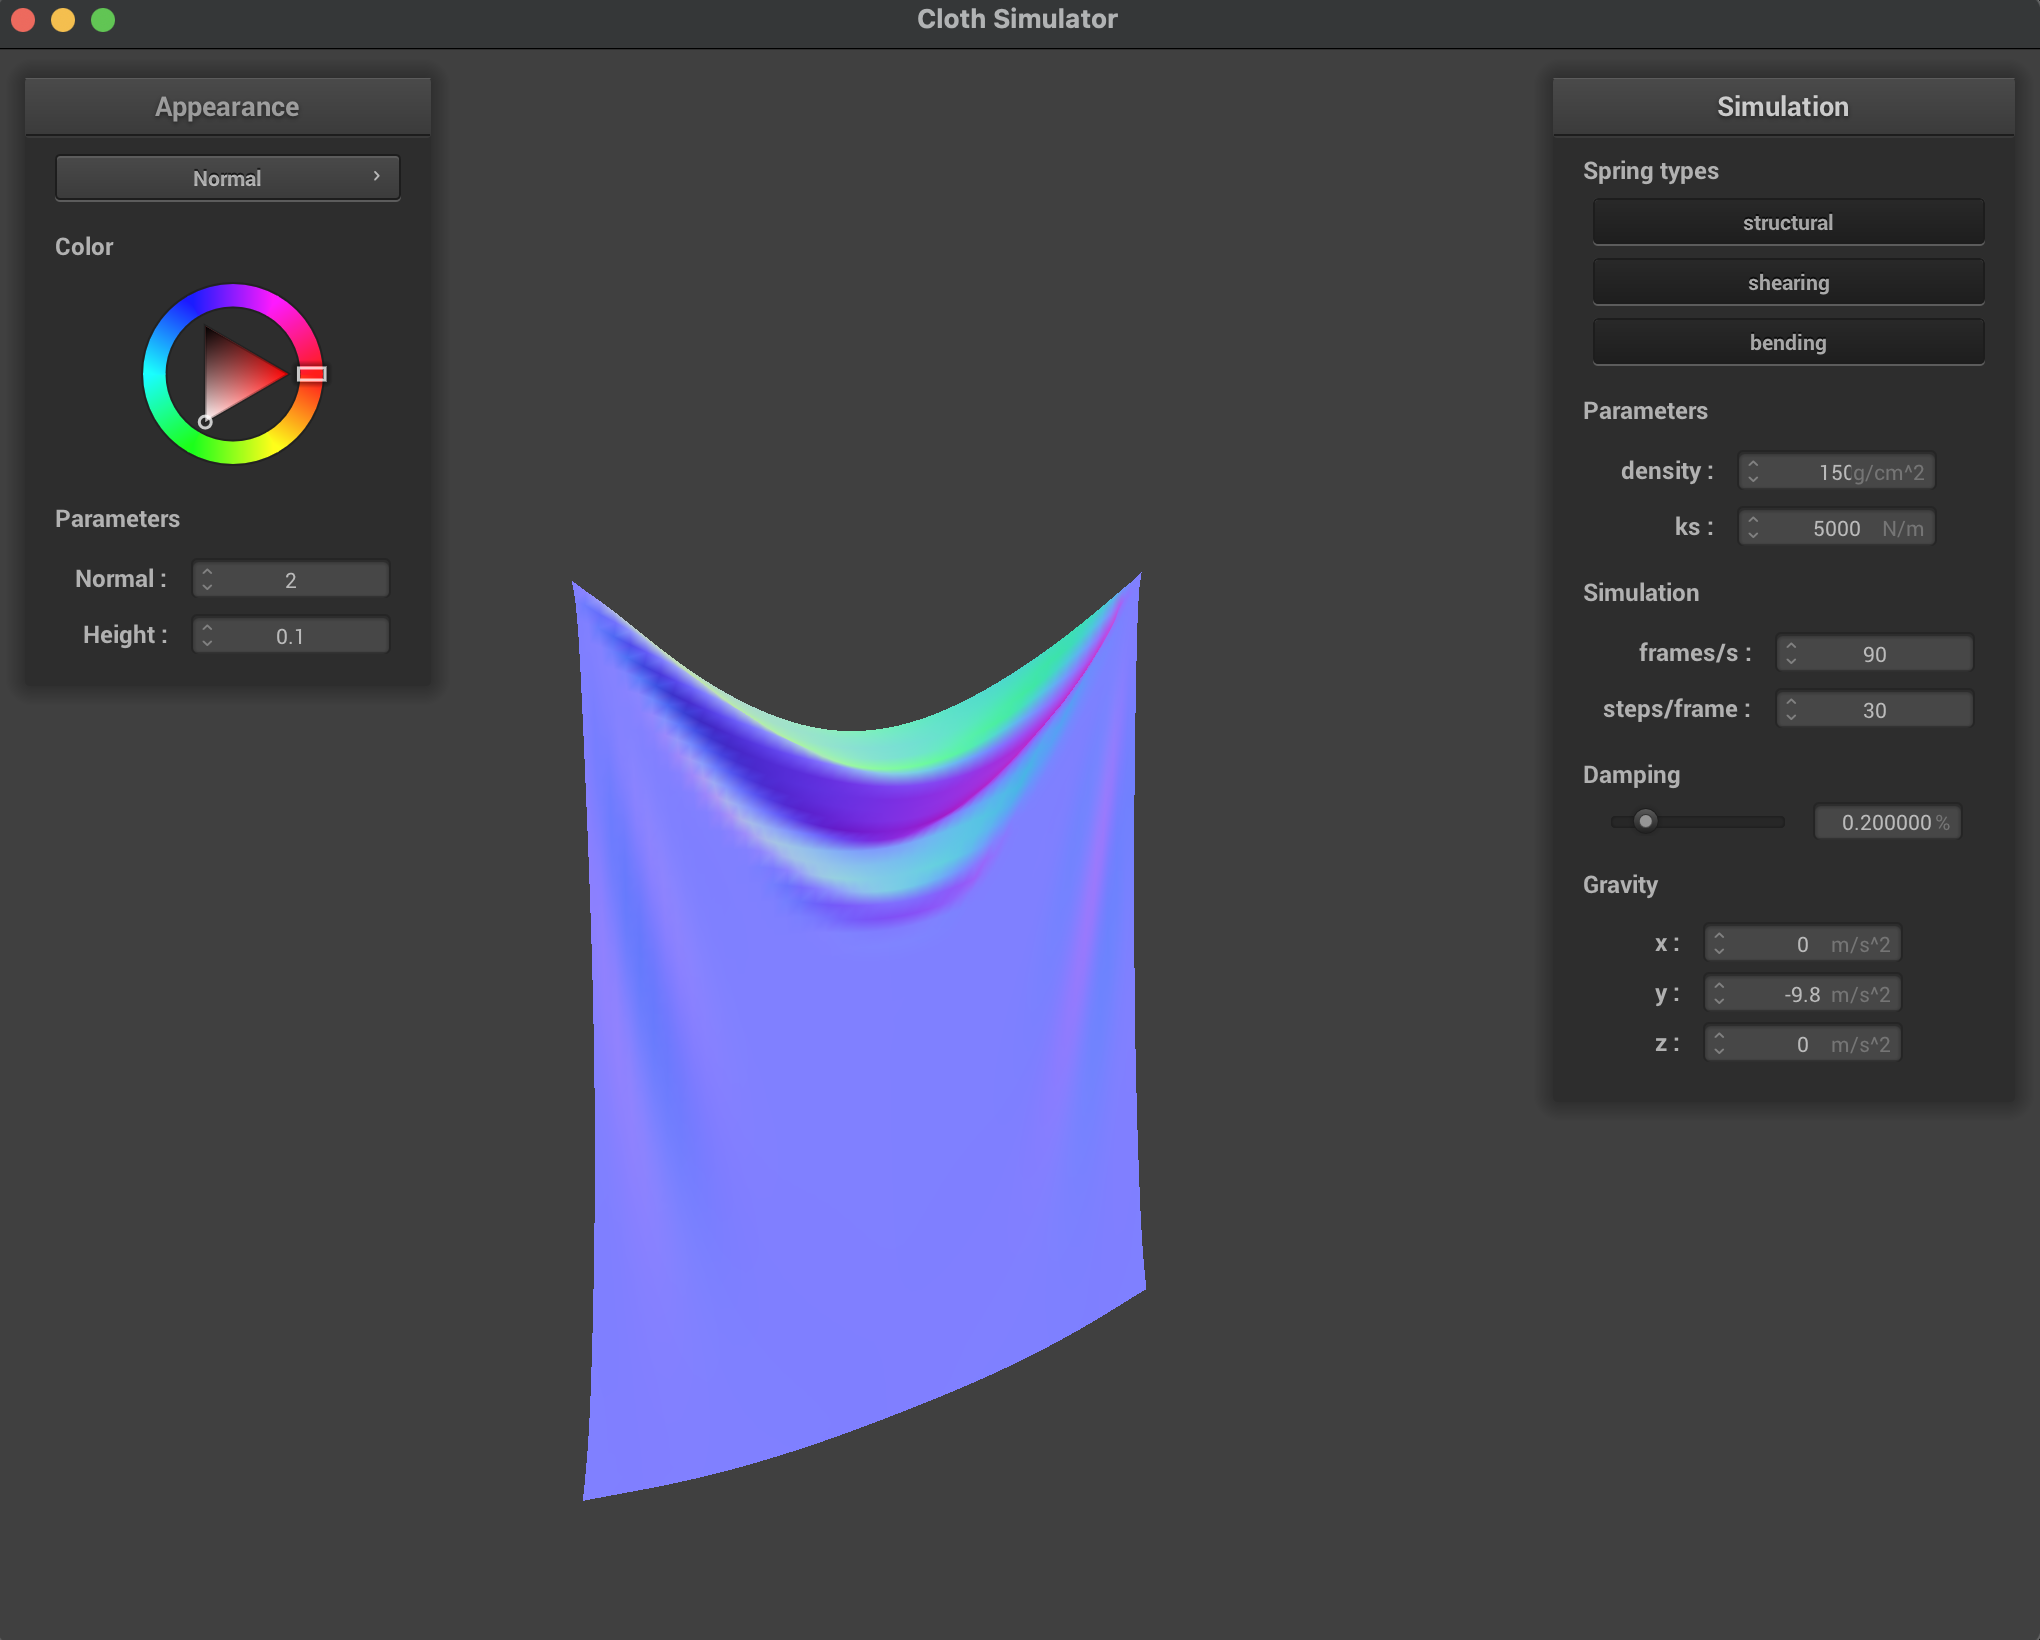 Cloth Simulator
Appearance
Normal
Color
Parameters
Normal : 2
Height : 0.1
Simulation
Spring types
structural
shearing
bending
Parameters
density : 150 g/cm^2
ks : 5000 N/m
Simulation
frames/s : 90
steps/frame : 30
Damping
0.200000 %
Gravity
x : 0 m/s^2
y : -9.8 m/s^2
z : 0 m/s^2